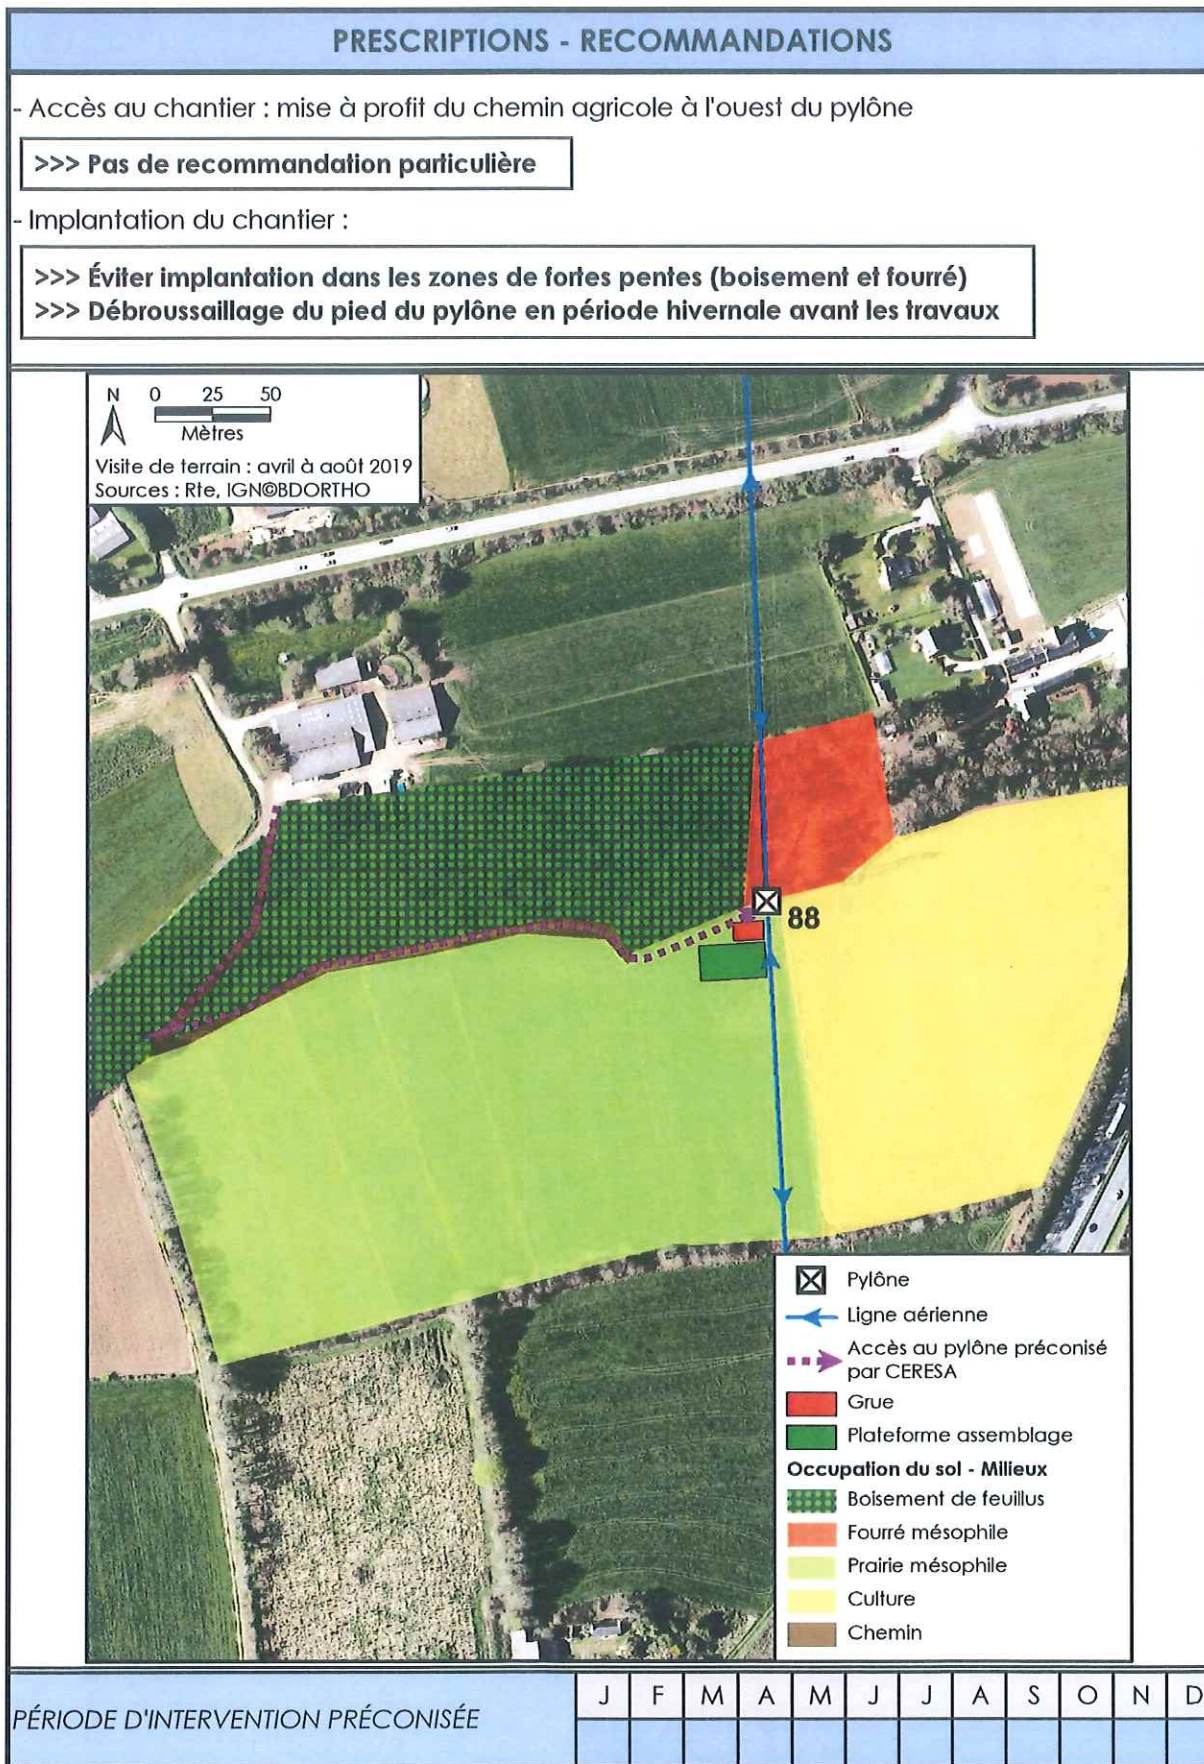 PRESCRIPTIONS - RECOMMANDATIONS
- Accès au chantier : mise à profit du chemin agricole à l'ouest du pylône
>>> Pas de recommandation particulière
- Implantation du chantier :
>>> Éviter implantation dans les zones de fortes pentes (boisement et fourré)
>>> Débroussaillage du pied du pylône en période hivernale avant les travaux
N 0 25 50
Mètres
Visite de terrain : avril à août 2019
Sources : Rte, IGN©BDORTHO
88
Pylône
Ligne aérienne
Accès au pylône préconisé
par CERESA
Grue
Plateforme assemblage
Occupation du sol - Milieux
Boisement de feuillus
Fourré mésophile
Prairie mésophile
Culture
Chemin
PÉRIODE D'INTERVENTION PRÉCONISÉE J F M A M J J A S O N D